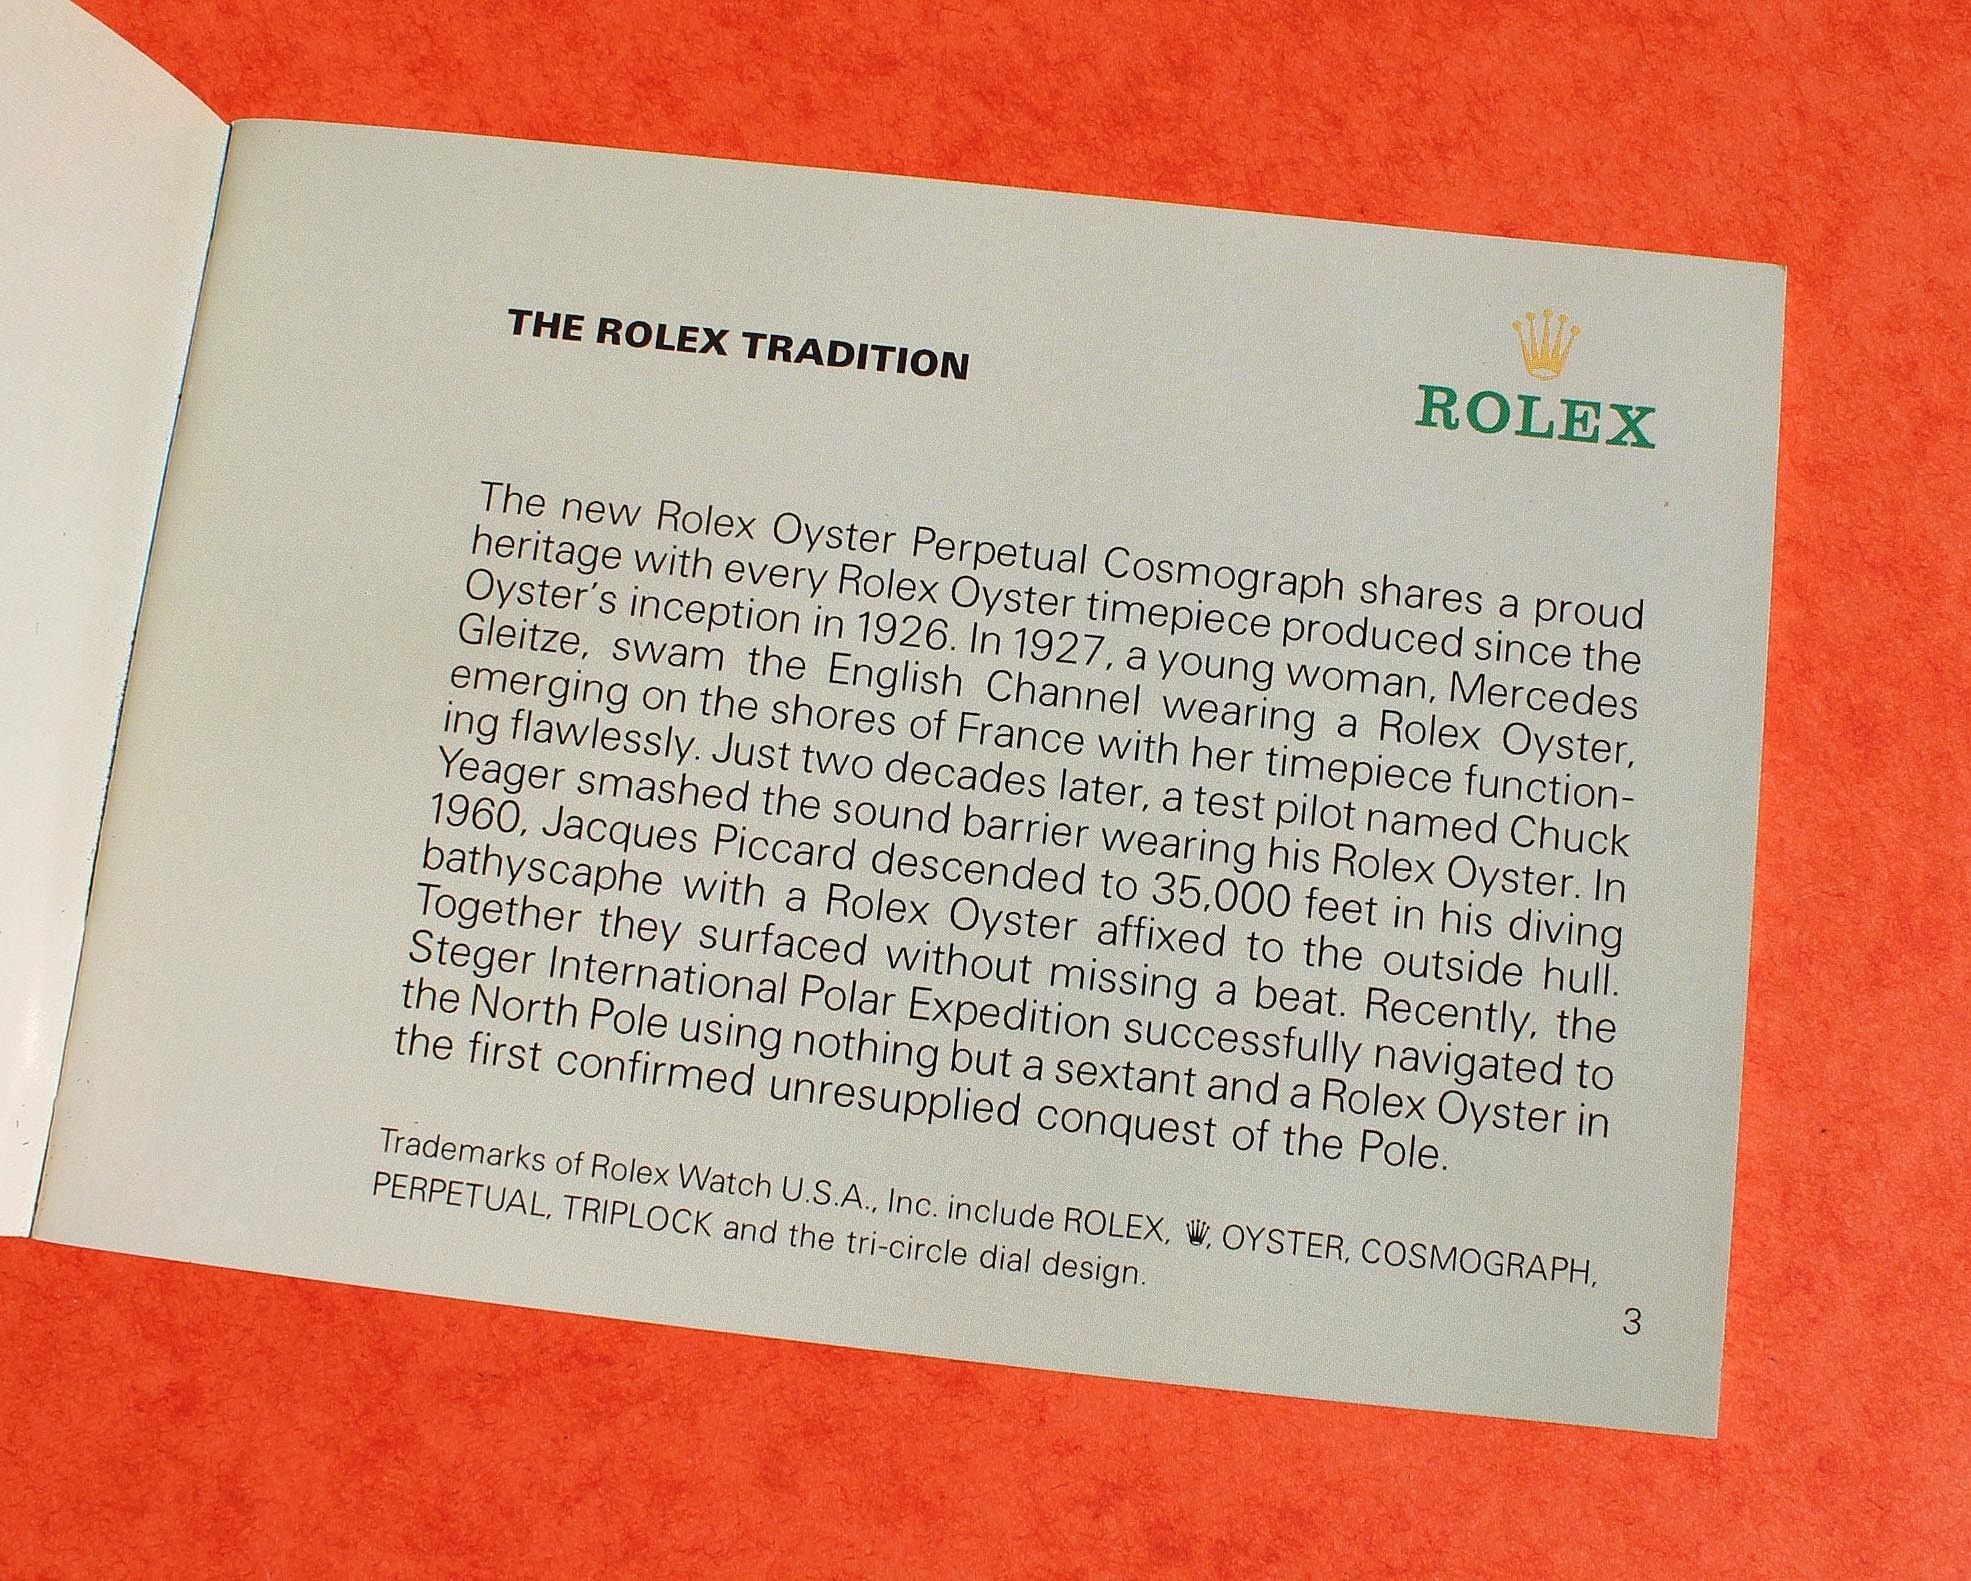 THE ROLEX TRADITION
ROLEX
The new Rolex Oyster Perpetual Cosmograph shares a proud
heritage with every Rolex Oyster timepiece produced since the
Oyster's inception in 1926. In 1927, a young woman, Mercedes
Gleitze, swam the English Channel wearing a Rolex Oyster,
emerging on the shores of France with her timepiece function-
ing flawlessly. Just two decades later, a test pilot named Chuck
Yeager smashed the sound barrier wearing his Rolex Oyster. In
1960, Jacques Piccard descended to 35,000 feet in his diving
bathyscaphe with a Rolex Oyster affixed to the outside hull.
Together they surfaced without missing a beat. Recently, the
Steger International Polar Expedition successfully navigated to
the North Pole using nothing but a sextant and a Rolex Oyster in
the first confirmed unresupplied conquest of the Pole.
Trademarks of Rolex Watch U.S.A., Inc. include ROLEX, , OYSTER, COSMOGRAPH,
PERPETUAL, TRIPLOCK and the tri-circle dial design.
3